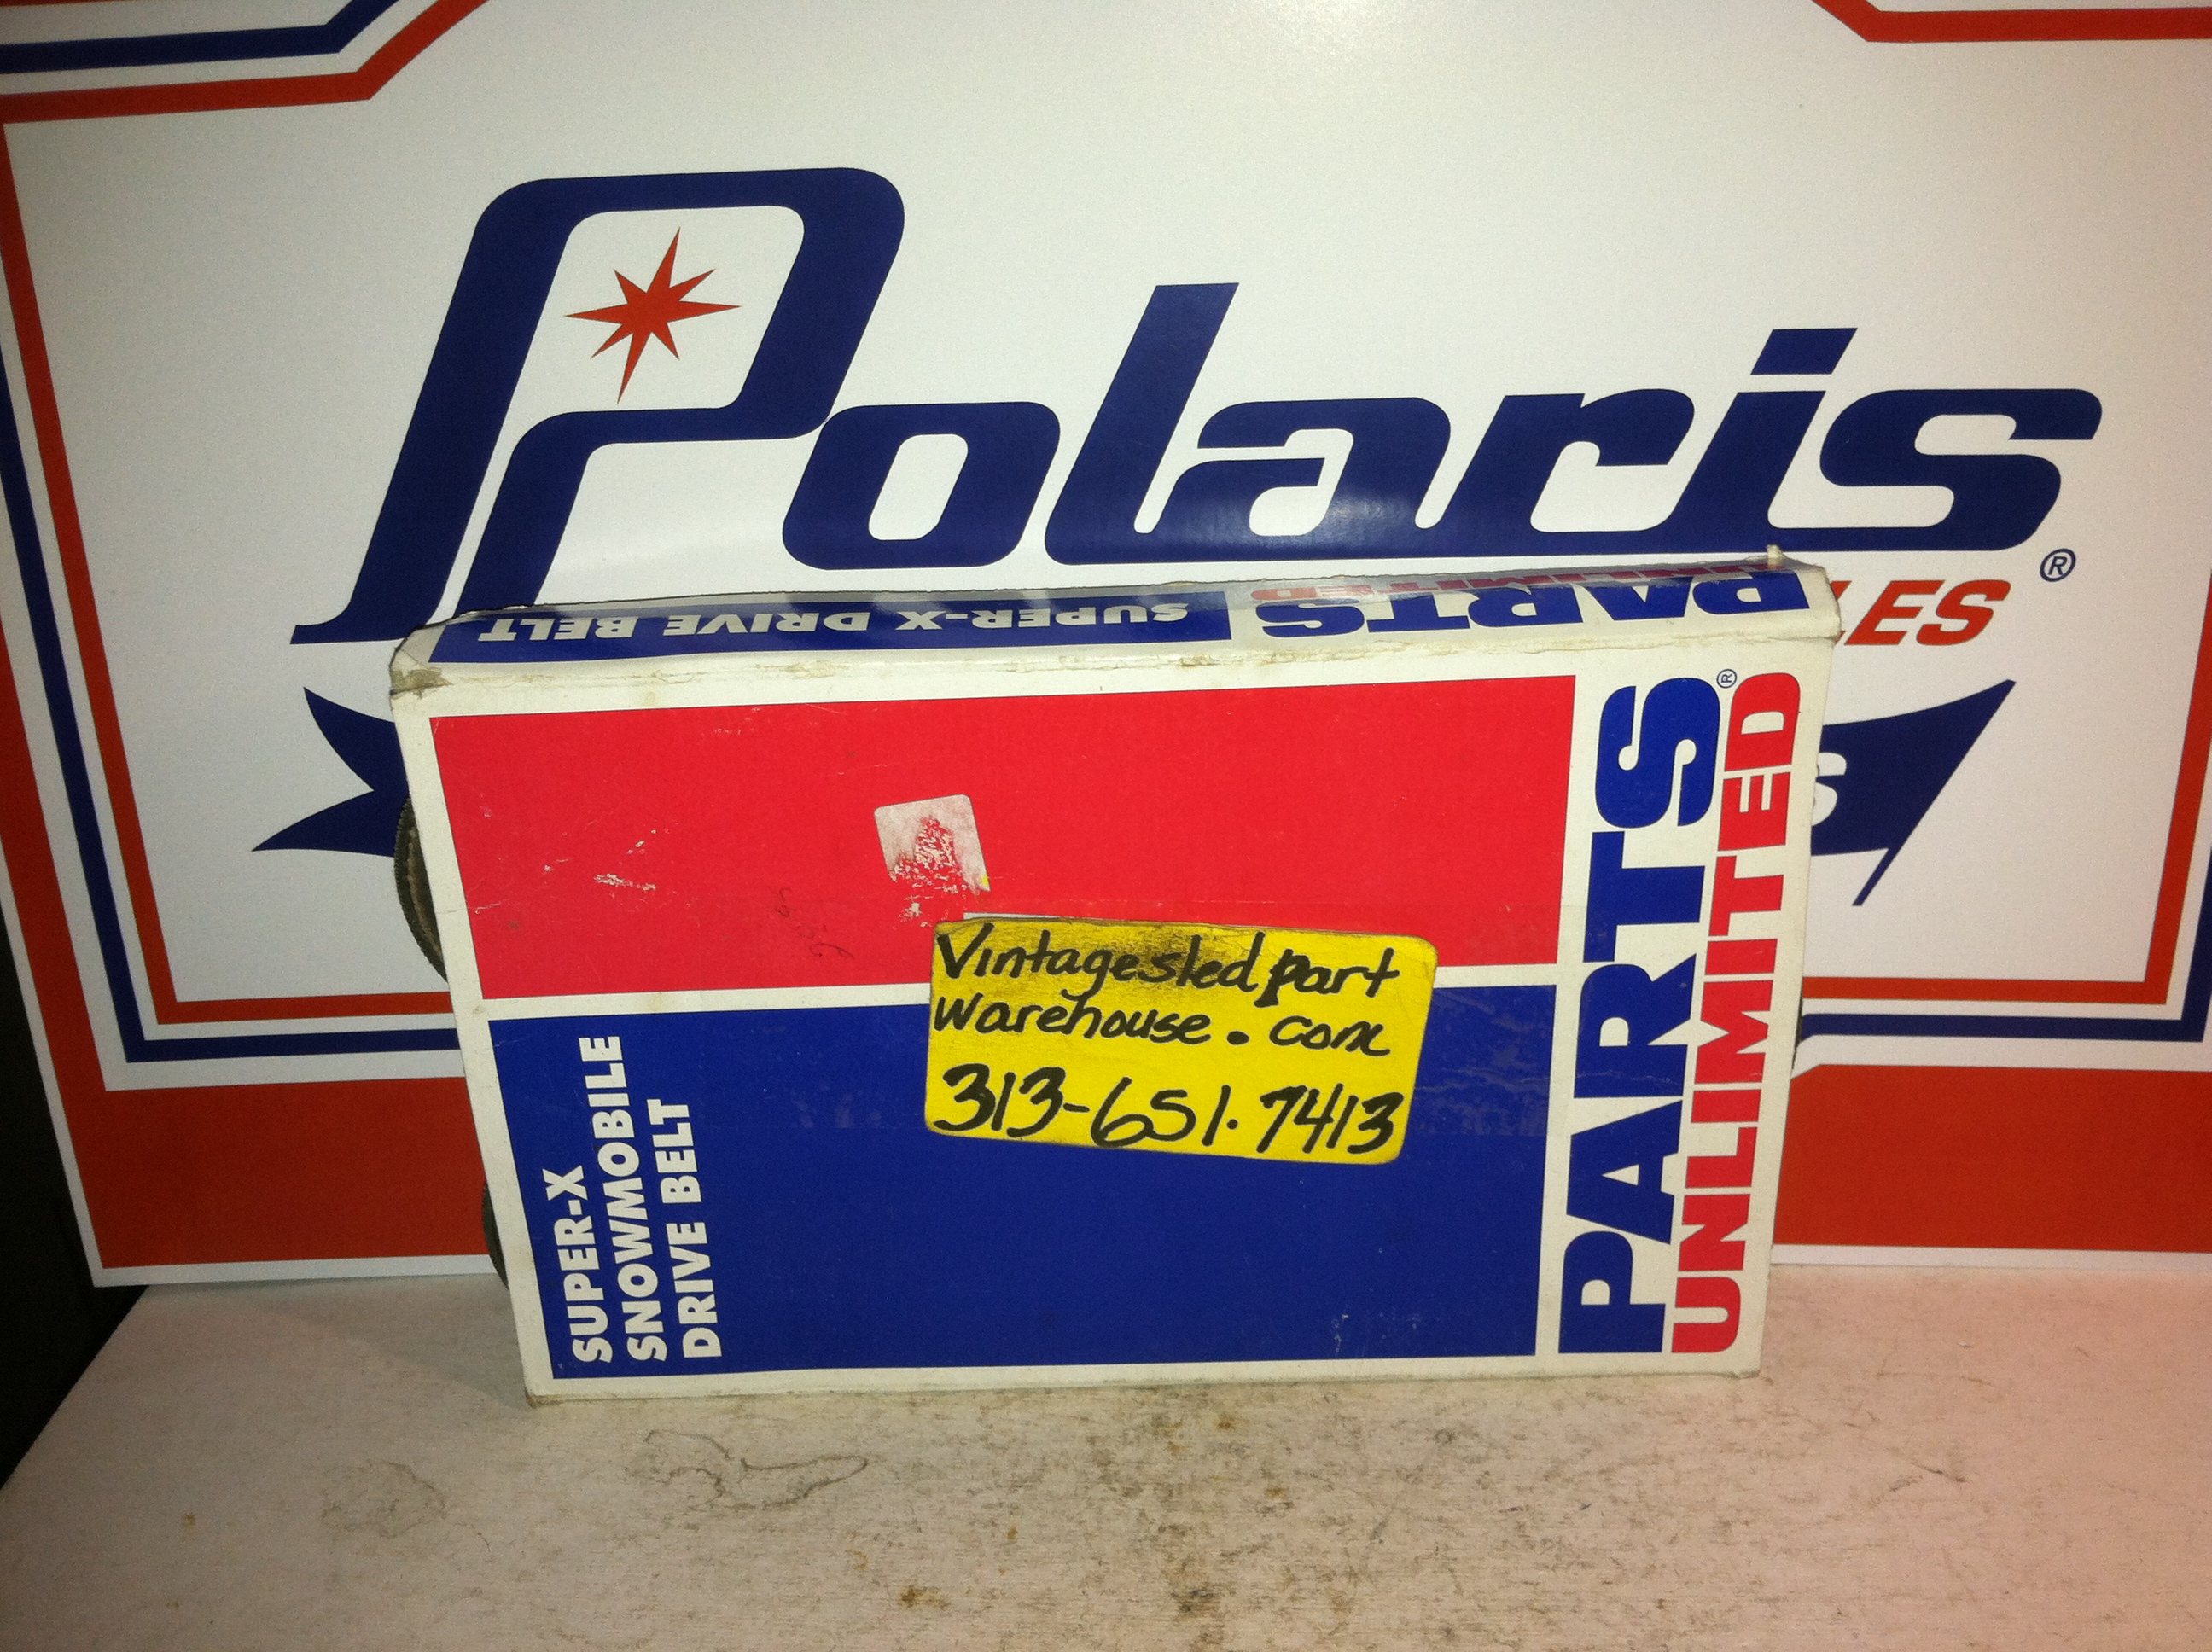 Polaris
®
LES
S
SUPER-X DRIVE BELT
PARTS
UNLIMITED
PARTS®
UNLIMITED
SUPER-X
SNOWMOBILE
DRIVE BELT
Vintagesled part
warehouse.com
313-651.7413